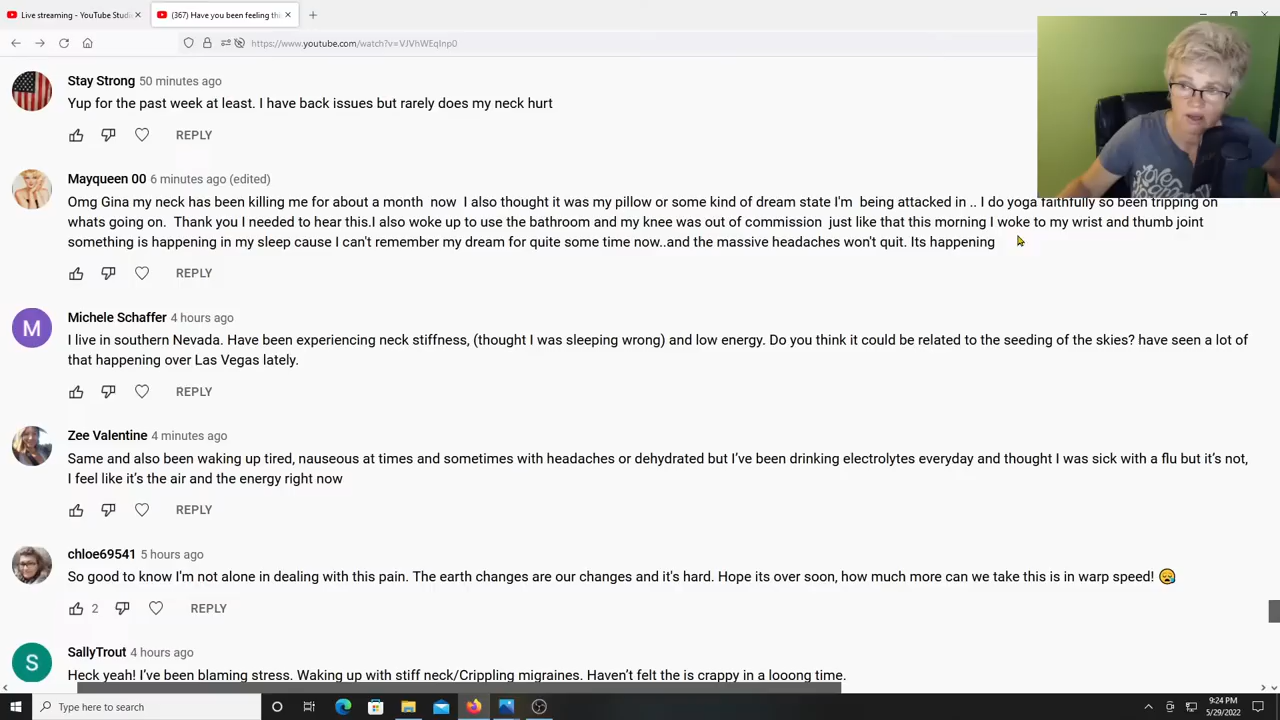 Live streaming - YouTube Studi
(367) Have you been feeling thi
https://www.youtube.com/watch?v=VJVhWEqInp0
Stay Strong 50 minutes ago
Yup for the past week at least. I have back issues but rarely does my neck hurt
REPLY
Mayqueen 00 6 minutes ago (edited)
Omg Gina my neck has been killing me for about a month now I also thought it was my pillow or some kind of dream state I'm being attacked in .. I do yoga faithfully so been tripping on
whats going on. Thank you I needed to hear this.I also woke up to use the bathroom and my knee was out of commission just like that this morning I woke to my wrist and thumb joint
something is happening in my sleep cause I can't remember my dream for quite some time now..and the massive headaches won't quit. Its happening
REPLY
Michele Schaffer 4 hours ago
I live in southern Nevada. Have been experiencing neck stiffness, (thought I was sleeping wrong) and low energy. Do you think it could be related to the seeding of the skies? have seen a lot of
that happening over Las Vegas lately.
REPLY
M
Zee Valentine 4 minutes ago
Same and also been waking up tired, nauseous at times and sometimes with headaches or dehydrated but I've been drinking electrolytes everyday and thought I was sick with a flu but it's not,
I feel like it's the air and the energy right now
REPLY
chloe69541 5 hours ago
So good to know I'm not alone in dealing with this pain. The earth changes are our changes and it's hard. Hope its over soon, how much more can we take this is in warp speed! 😪
2 REPLY
SallyTrout 4 hours ago
S
Heck yeah! I've been blaming stress. Waking up with stiff neck/Crippling migraines. Haven't felt the is crappy in a looong time.
Type here to search
9:24 PM
5/29/2022